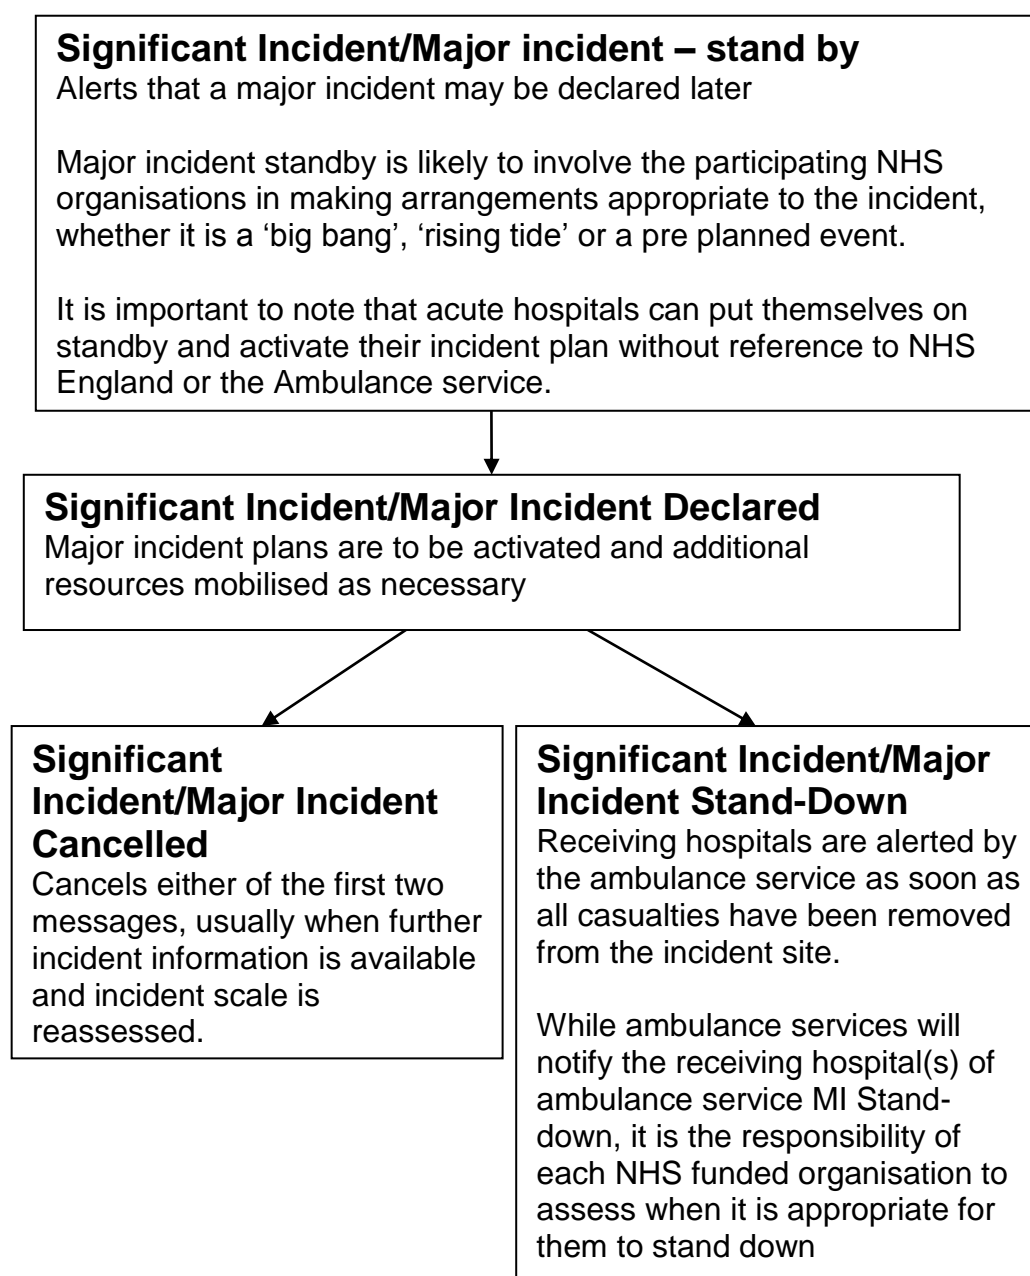 Significant Incident/Major incident – stand by
Alerts that a major incident may be declared later
Major incident standby is likely to involve the participating NHS
organisations in making arrangements appropriate to the incident,
whether it is a ‘big bang’, ‘rising tide’ or a pre planned event.
It is important to note that acute hospitals can put themselves on
standby and activate their incident plan without reference to NHS
England or the Ambulance service.
Significant Incident/Major Incident Declared
Major incident plans are to be activated and additional
resources mobilised as necessary
Significant
Incident/Major Incident
Cancelled
Cancels either of the first two
messages, usually when further
incident information is available
and incident scale is
reassessed.
Significant Incident/Major
Incident Stand-Down
Receiving hospitals are alerted by
the ambulance service as soon as
all casualties have been removed
from the incident site.
While ambulance services will
notify the receiving hospital(s) of
ambulance service MI Stand-
down, it is the responsibility of
each NHS funded organisation to
assess when it is appropriate for
them to stand down